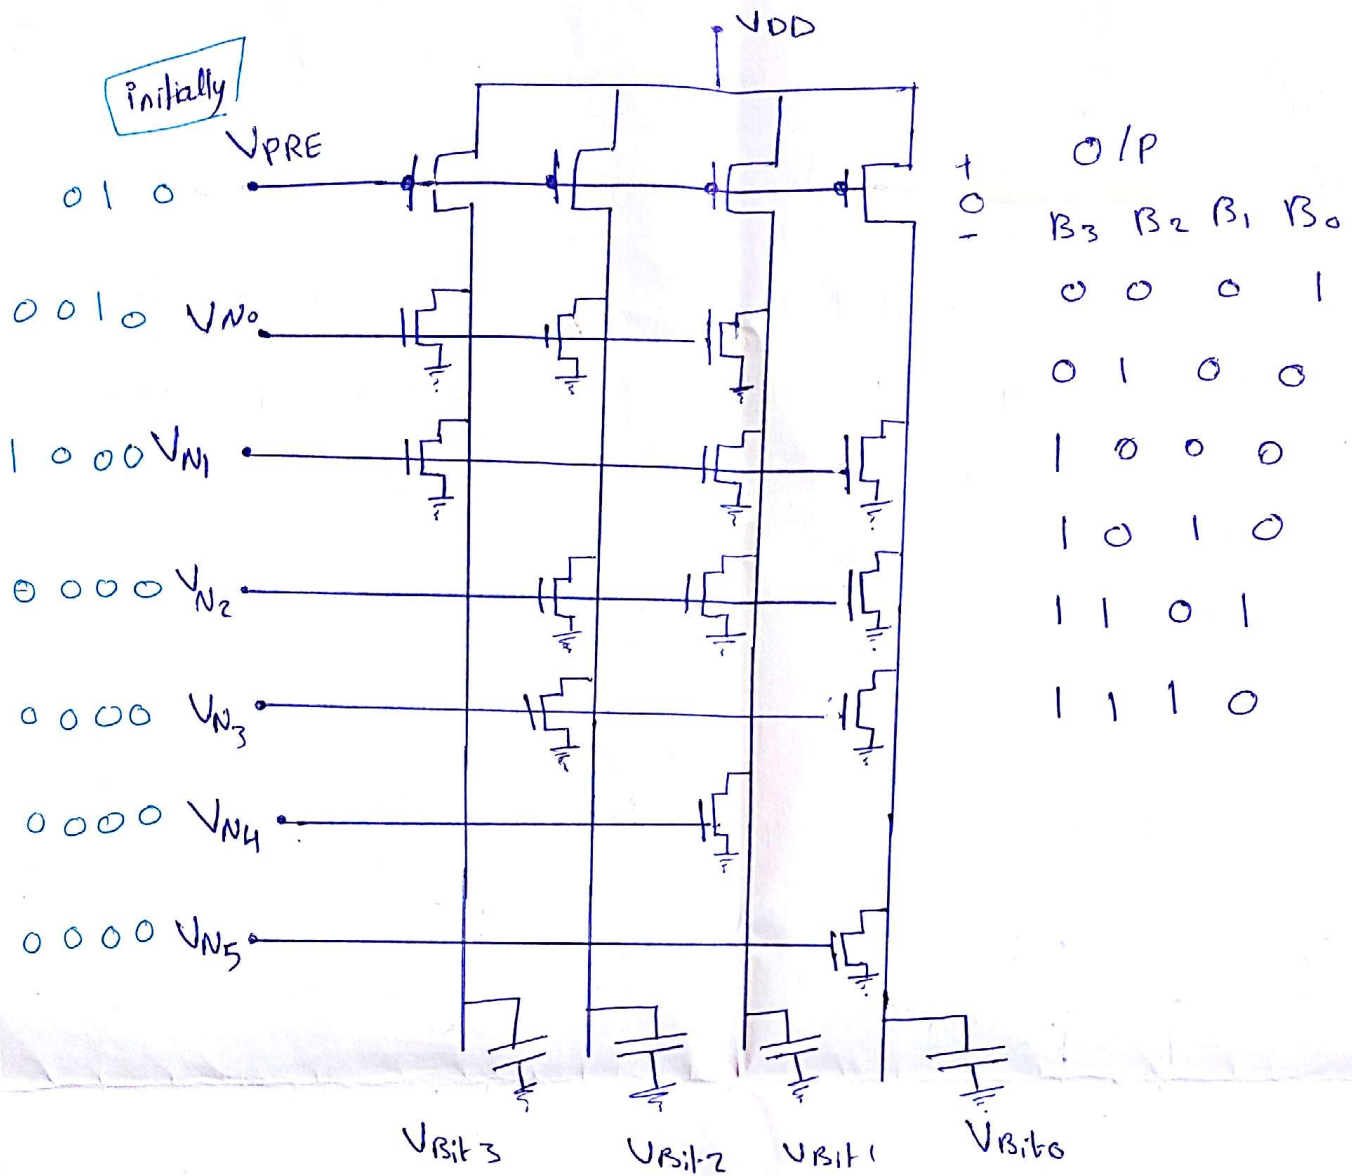 VDD
initially
VPRE
0 1 0
0 0 1 0 VN0
1 0 0 0 VN1
0 0 0 0 VN2
0 0 0 0 VN3
0 0 0 0 VN4
0 0 0 0 VN5
+
0
-
O/P
B3 B2 B1 B0
0 0 0 1
0 1 0 0
1 0 0 0
1 0 1 0
1 1 0 1
1 1 1 0
VBit3 VBit2 VBit1 VBit0